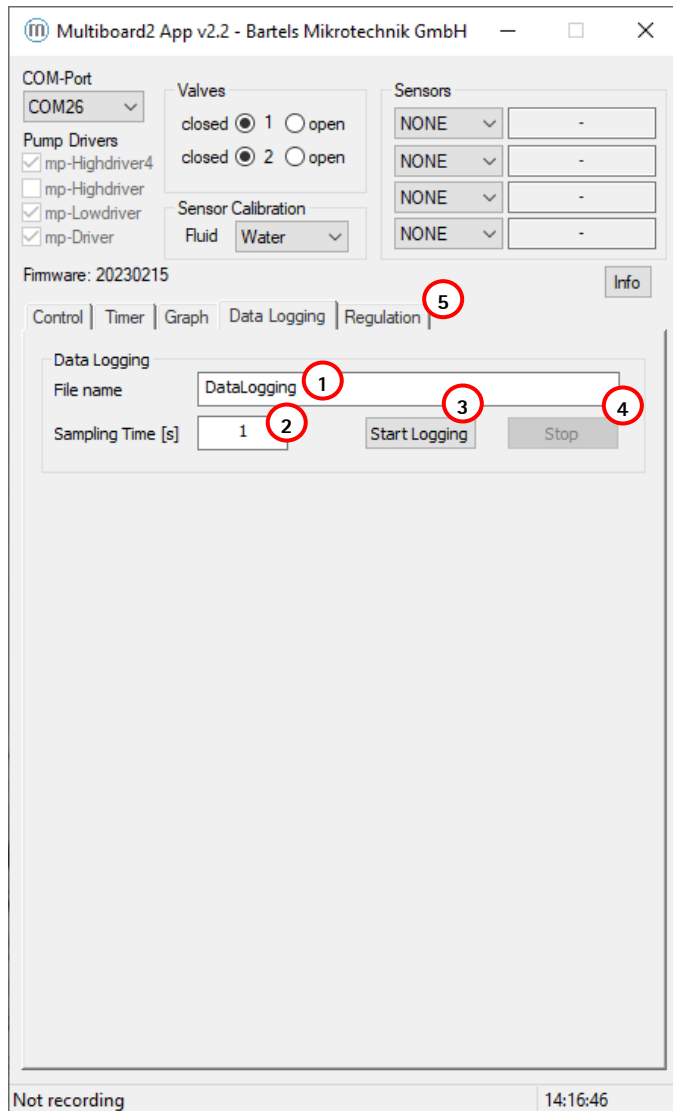 Multiboard2 App v2.2 - Bartels Mikrotechnik GmbH
COM-Port
COM26
Pump Drivers
mp-Highdriver4
mp-Highdriver
mp-Lowdriver
mp-Driver
Valves
closed 1 open
closed 2 open
Sensor Calibration
Fluid Water
Sensors
NONE -
NONE -
NONE -
NONE -
Firmware: 20230215
Info
Control Timer Graph Data Logging Regulation 5
Data Logging
File name DataLogging 1
Sampling Time [s] 1 2 Start Logging 3 Stop 4
Not recording 14:16:46